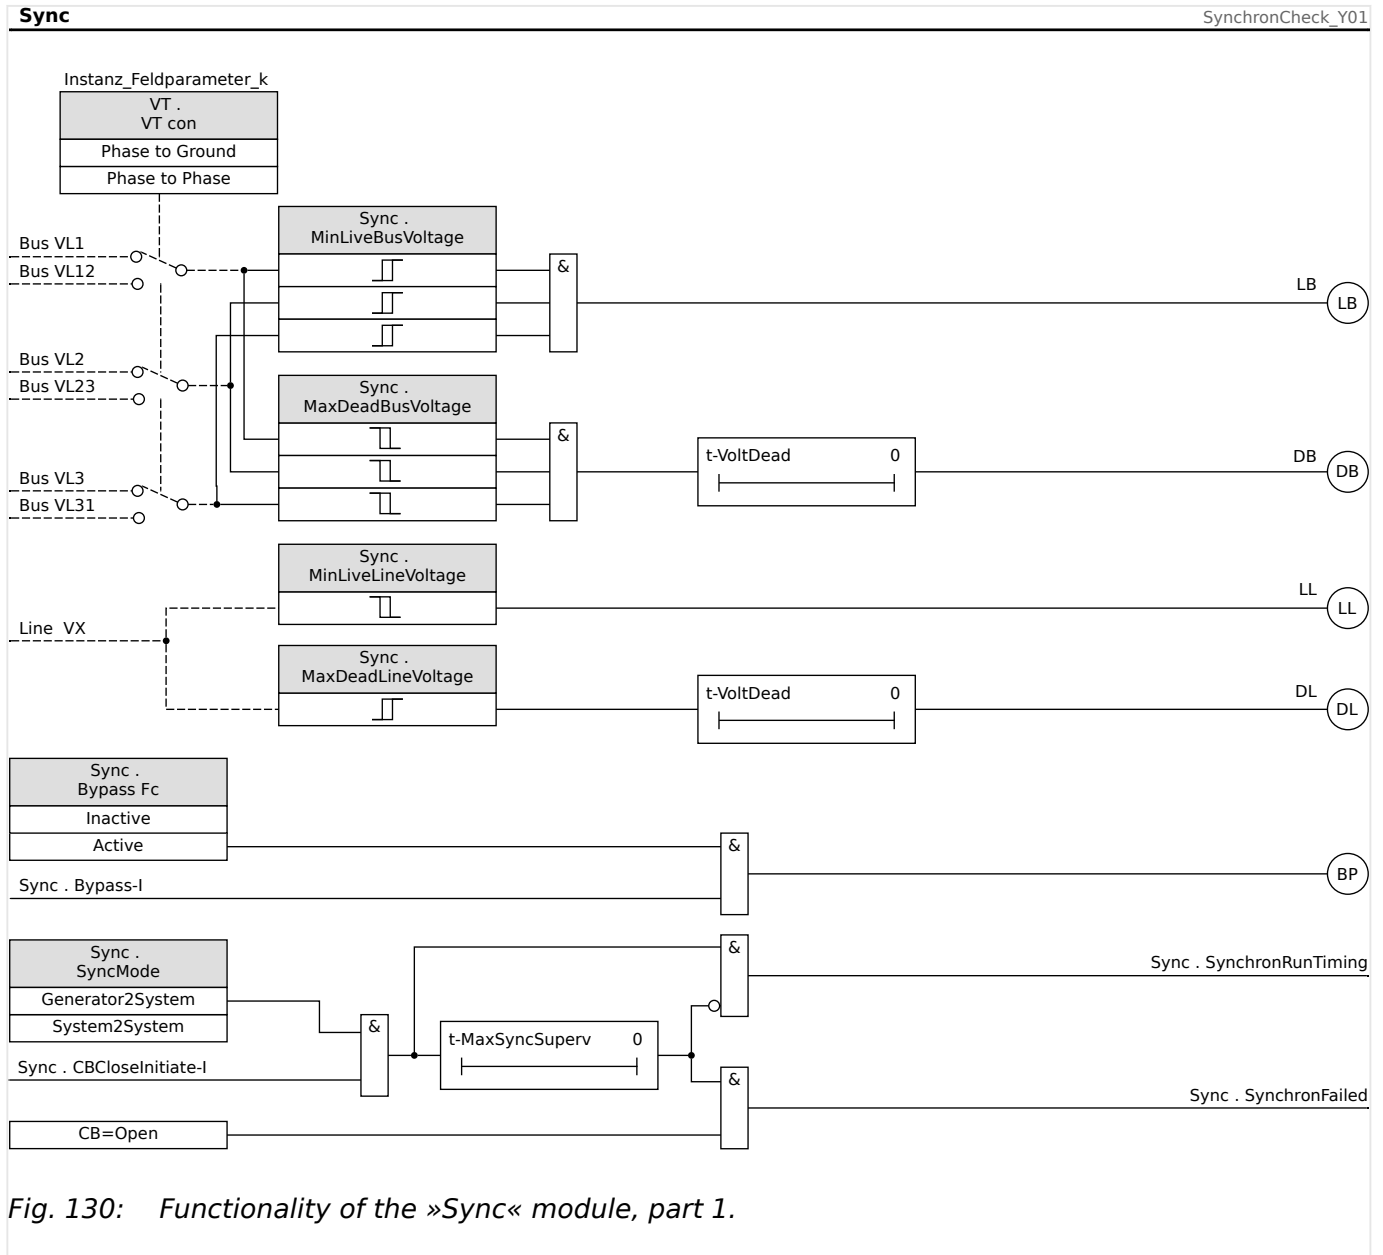 Sync
SynchronCheck_Y01
Instanz_Feldparameter_k
VT .
VT con
Phase to Ground
Phase to Phase
Bus VL1
Bus VL12
Bus VL2
Bus VL23
Bus VL3
Bus VL31
Sync .
MinLiveBusVoltage
&
LB
LB
Sync .
MaxDeadBusVoltage
&
t-VoltDead 0
DB
DB
Sync .
MinLiveLineVoltage
LL
LL
Line VX
Sync .
MaxDeadLineVoltage
t-VoltDead 0
DL
DL
Sync .
Bypass Fc
Inactive
Active
&
Sync . Bypass-I
BP
Sync .
SyncMode
Generator2System
System2System
&
&
Sync . SynchronRunTiming
t-MaxSyncSuperv 0
Sync . CBCloseInitiate-I
&
Sync . SynchronFailed
CB=Open
Fig. 130: Functionality of the »Sync« module, part 1.